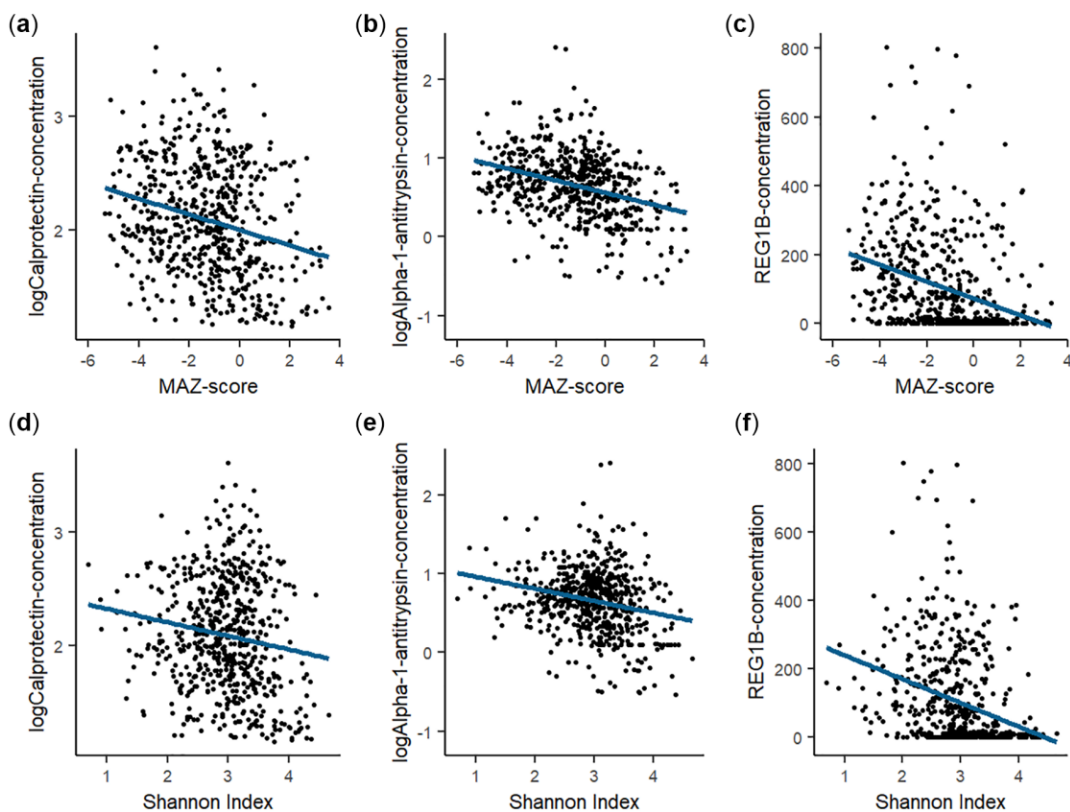 (a)
logCalprotectin-concentration
3
2
-6 -4 -2 0 2 4
MAZ-score
(b)
logAlpha-1-antitrypsin-concentration
2
1
0
-1
-6 -4 -2 0 2 4
MAZ-score
(c)
REG1B-concentration
800
600
400
200
0
-6 -4 -2 0 2 4
MAZ-score
(d)
logCalprotectin-concentration
3
2
1 2 3 4
Shannon Index
(e)
logAlpha-1-antitrypsin-concentration
2
1
0
-1
1 2 3 4
Shannon Index
(f)
REG1B-concentration
800
600
400
200
0
1 2 3 4
Shannon Index